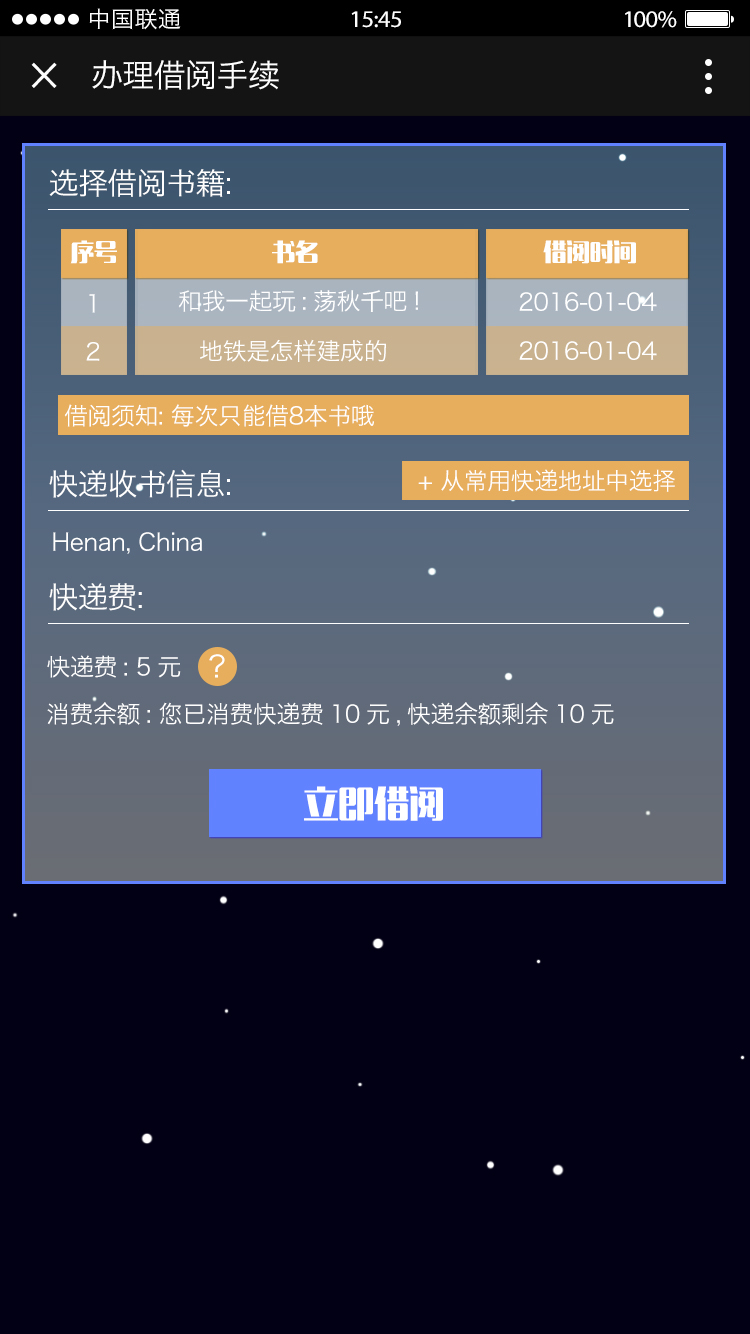 中国联通 15:45 100%
办理借阅手续
选择借阅书籍:
序号 书名 借阅时间
1 和我一起玩 : 荡秋千吧 ! 2016-01-04
2 地铁是怎样建成的 2016-01-04
借阅须知: 每次只能借8本书哦
快递收书信息: + 从常用快递地址中选择
Henan, China
快递费:
快递费 : 5 元 ?
消费余额 : 您已消费快递费 10 元 , 快递余额剩余 10 元
立即借阅